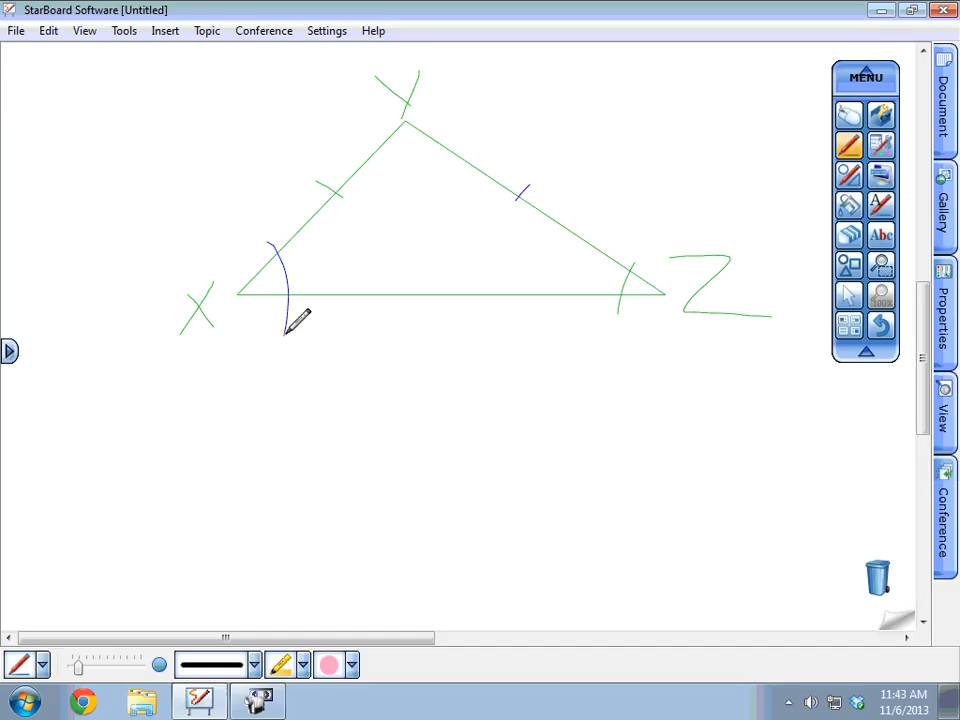 StarBoard Software [Untitled]
File Edit View Tools Insert Topic Conference Settings Help
Y
X
Z
MENU
Abc
100%
Document
Gallery
Properties
View
Conference
11:43 AM
11/6/2013